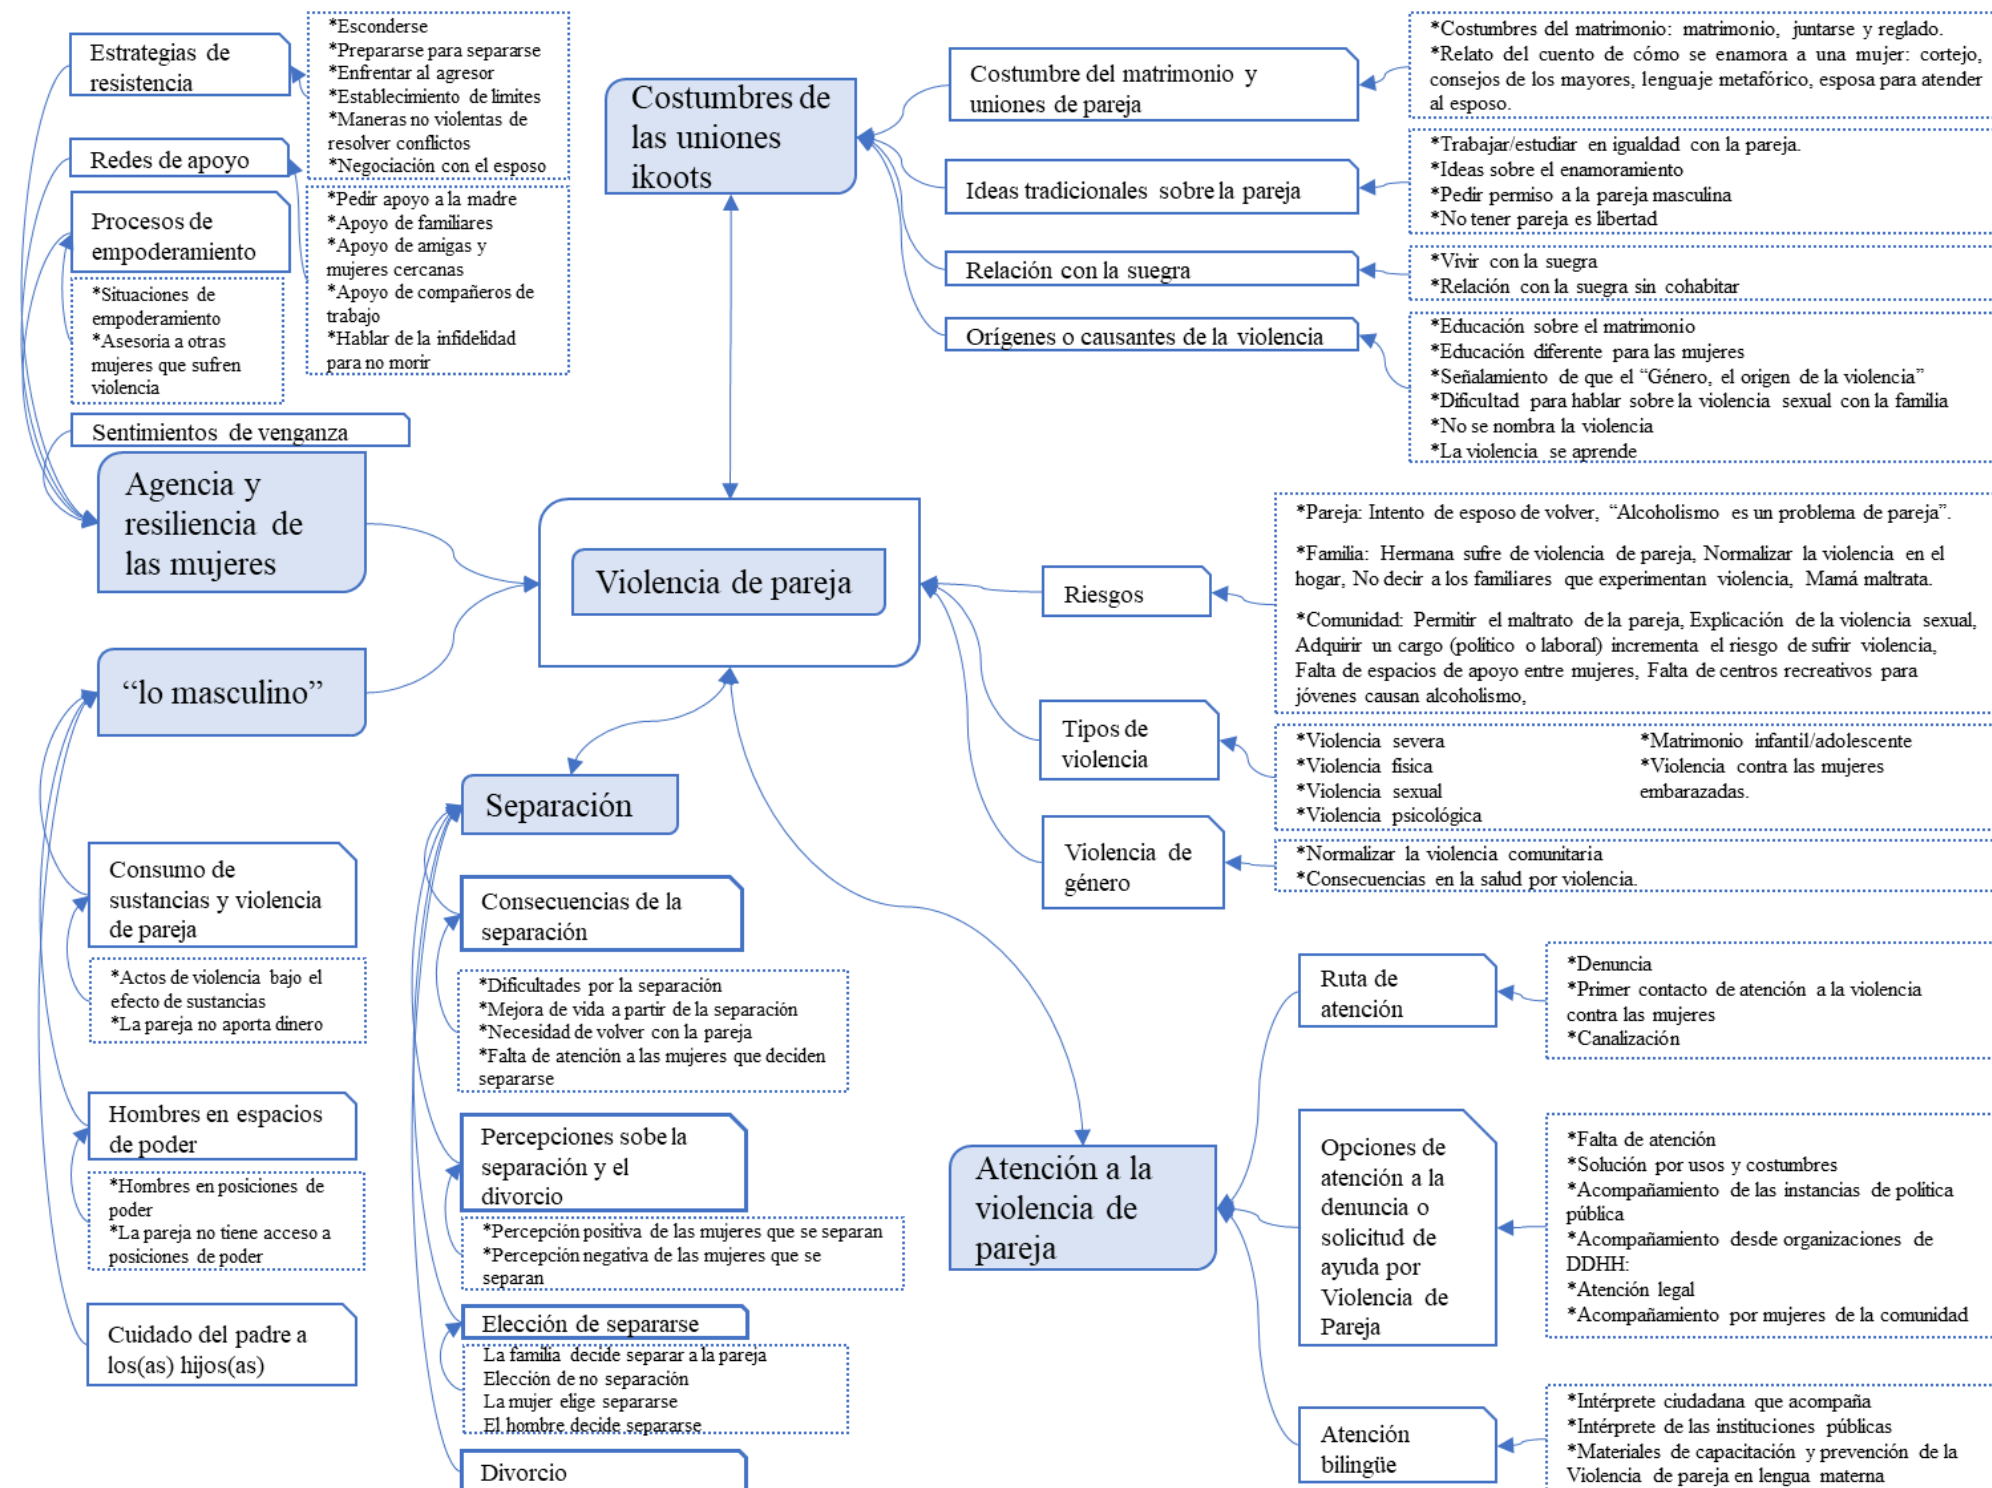 Estrategias de
resistencia
*Esconderse
*Prepararse para separarse
*Enfrentar al agresor
*Establecimiento de limites
*Maneras no violentas de
resolver conflictos
*Negociación con el esposo
Redes de apoyo
*Pedir apoyo a la madre
*Apoyo de familiares
*Apoyo de amigas y
mujeres cercanas
*Apoyo de compañeros de
trabajo
*Hablar de la infidelidad
para no morir
Procesos de
empoderamiento
*Situaciones de
empoderamiento
*Asesoria a otras
mujeres que sufren
violencia
Sentimientos de venganza
Agencia y
resiliencia de
las mujeres
Costumbres de
las uniones
ikoots
Costumbre del matrimonio y
uniones de pareja
*Costumbres del matrimonio: matrimonio, juntarse y reglado.
*Relato del cuento de cómo se enamora a una mujer: cortejo,
consejos de los mayores, lenguaje metafórico, esposa para atender
al esposo.
Ideas tradicionales sobre la pareja
*Trabajar/estudiar en igualdad con la pareja.
*Ideas sobre el enamoramiento
*Pedir permiso a la pareja masculina
*No tener pareja es libertad
Relación con la suegra
*Vivir con la suegra
*Relación con la suegra sin cohabitar
Orígenes o causantes de la violencia
*Educación sobre el matrimonio
*Educación diferente para las mujeres
*Señalamiento de que el “Género, el origen de la violencia”
*Dificultad para hablar sobre la violencia sexual con la familia
*No se nombra la violencia
*La violencia se aprende
Violencia de pareja
Riesgos
*Pareja: Intento de esposo de volver, “Alcoholismo es un problema de pareja”.
*Familia: Hermana sufre de violencia de pareja, Normalizar la violencia en el
hogar, No decir a los familiares que experimentan violencia, Mamá maltrata.
*Comunidad: Permitir el maltrato de la pareja, Explicación de la violencia sexual,
Adquirir un cargo (político o laboral) incrementa el riesgo de sufrir violencia,
Falta de espacios de apoyo entre mujeres, Falta de centros recreativos para
jóvenes causan alcoholismo,
Tipos de
violencia
*Violencia severa
*Violencia física
*Violencia sexual
*Violencia psicológica
*Matrimonio infantil/adolescente
*Violencia contra las mujeres
embarazadas.
Violencia de
género
*Normalizar la violencia comunitaria
*Consecuencias en la salud por violencia.
“lo masculino”
Consumo de
sustancias y violencia
de pareja
*Actos de violencia bajo el
efecto de sustancias
*La pareja no aporta dinero
Hombres en espacios
de poder
*Hombres en posiciones de
poder
*La pareja no tiene acceso a
posiciones de poder
Cuidado del padre a
los(as) hijos(as)
Separación
Consecuencias de la
separación
*Dificultades por la separación
*Mejora de vida a partir de la separación
*Necesidad de volver con la pareja
*Falta de atención a las mujeres que deciden
separarse
Percepciones sobe la
separación y el
divorcio
*Percepción positiva de las mujeres que se separan
*Percepción negativa de las mujeres que se
separan
Elección de separarse
La familia decide separar a la pareja
Elección de no separación
La mujer elige separarse
El hombre decide separarse
Divorcio
Atención a la
violencia de
pareja
Ruta de
atención
*Denuncia
*Primer contacto de atención a la violencia
contra las mujeres
*Canalización
Opciones de
atención a la
denuncia o
solicitud de
ayuda por
Violencia de
Pareja
*Falta de atención
*Solución por usos y costumbres
*Acompañamiento de las instancias de política
pública
*Acompañamiento desde organizaciones de
DDHH:
*Atención legal
*Acompañamiento por mujeres de la comunidad
Atención
bilingüe
*Intérprete ciudadana que acompaña
*Intérprete de las instituciones públicas
*Materiales de capacitación y prevención de la
Violencia de pareja en lengua materna